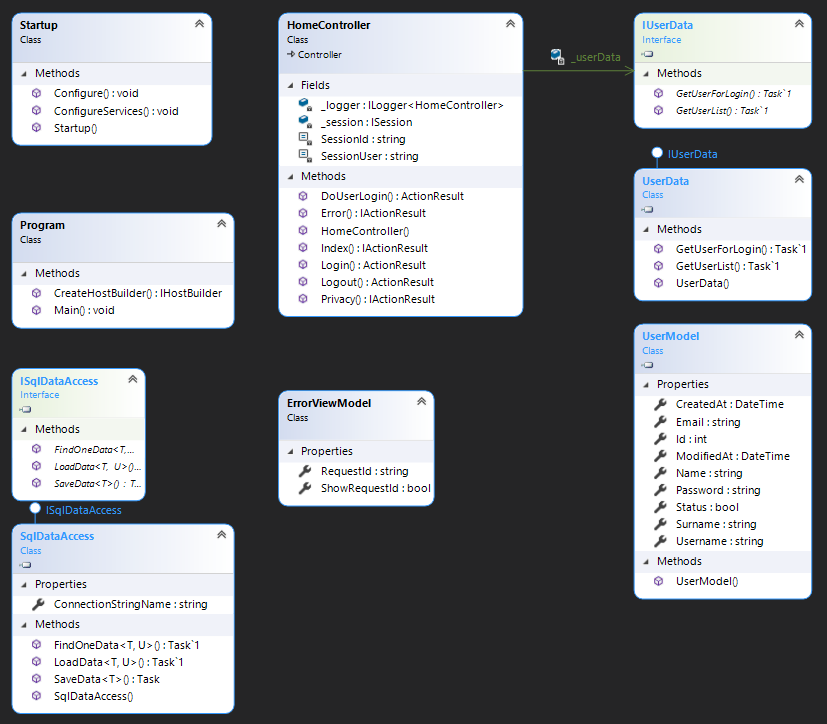 Startup
Class
Methods
Configure() : void
ConfigureServices() : void
Startup()
HomeController
Class
Controller
Fields
_logger : ILogger<HomeController>
_session : ISession
SessionId : string
SessionUser : string
Methods
DoUserLogin() : ActionResult
Error() : IActionResult
HomeController()
Index() : IActionResult
Login() : ActionResult
Logout() : ActionResult
Privacy() : IActionResult
_userData
IUserData
Interface
Methods
GetUserForLogin() : Task`1
GetUserList() : Task`1
IUserData
UserData
Class
Methods
GetUserForLogin() : Task`1
GetUserList() : Task`1
UserData()
Program
Class
Methods
CreateHostBuilder() : IHostBuilder
Main() : void
UserModel
Class
Properties
CreatedAt : DateTime
Email : string
Id : int
ModifiedAt : DateTime
Name : string
Password : string
Status : bool
Surname : string
Username : string
Methods
UserModel()
ISqlDataAccess
Interface
Methods
FindOneData<T,...
LoadData<T, U>()...
SaveData<T>() : T...
ISqlDataAccess
ErrorViewModel
Class
Properties
RequestId : string
ShowRequestId : bool
SqlDataAccess
Class
Properties
ConnectionStringName : string
Methods
FindOneData<T, U>() : Task`1
LoadData<T, U>() : Task`1
SaveData<T>() : Task
SqlDataAccess()